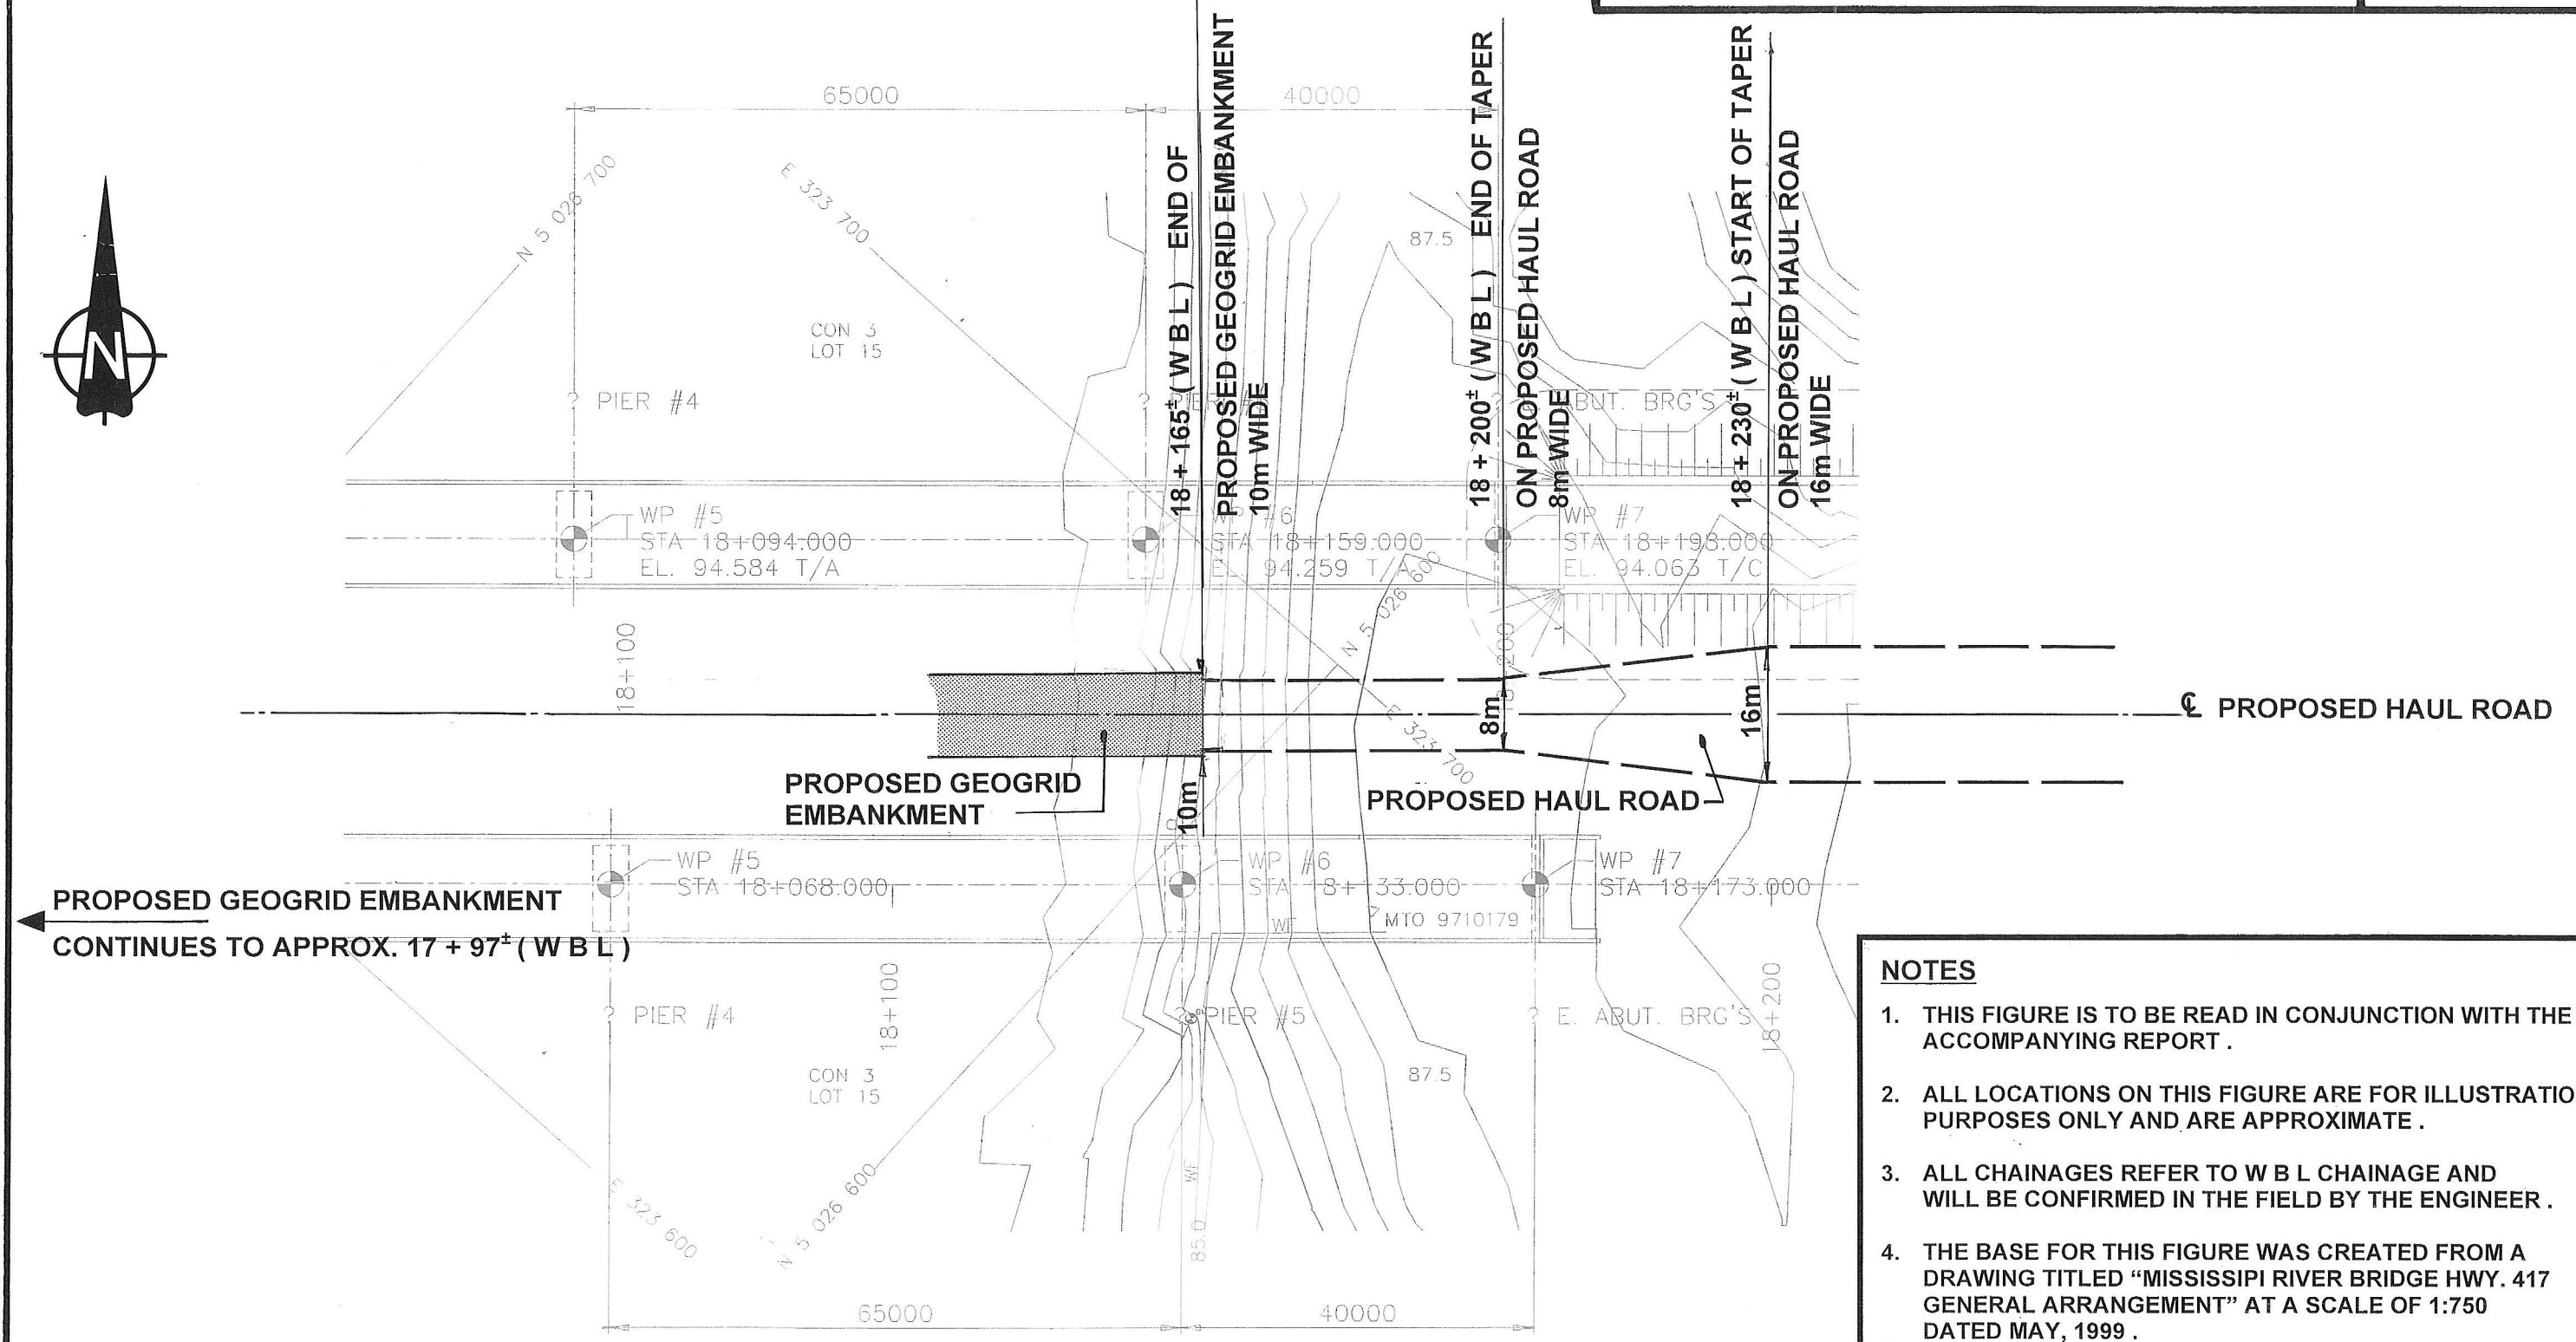 65000
40000
18 + 165± ( W B L ) END OF
PROPOSED GEOGRID EMBANKMENT
10m WIDE
18 + 200± ( W B L ) END OF TAPER
ON PROPOSED HAUL ROAD
8m WIDE
18 + 230± ( W B L ) START OF TAPER
ON PROPOSED HAUL ROAD
16m WIDE
N 5 026 700
E 323 700
87.5
N
CON 3
LOT 15
? PIER #4
?
ABUT. BRG'S
WP #5
STA 18+094.000
EL. 94.584 T/A
WP #6
STA 18+159.000
EL. 94.259 T/A
WP #7
STA 18+198.000
EL. 94.063 T/C
N 5 026 600
18+100
200
E 323 700
8m
16m
℄ PROPOSED HAUL ROAD
PROPOSED GEOGRID
EMBANKMENT
10m
PROPOSED HAUL ROAD
WP #5
STA 18+068.000
WP #6
STA 18+133.000
WP #7
STA 18+173.000
WF
MTO 9710179
PROPOSED GEOGRID EMBANKMENT
CONTINUES TO APPROX. 17 + 97± ( W B L )
18+100
18+200
? PIER #4
? PIER #5
? E. ABUT. BRG'S
CON 3
LOT 15
87.5
WF
85.0
E 323 600
N 5 026 600
65000
40000
NOTES
1. THIS FIGURE IS TO BE READ IN CONJUNCTION WITH THE
ACCOMPANYING REPORT .
2. ALL LOCATIONS ON THIS FIGURE ARE FOR ILLUSTRATIO
PURPOSES ONLY AND ARE APPROXIMATE .
3. ALL CHAINAGES REFER TO W B L CHAINAGE AND
WILL BE CONFIRMED IN THE FIELD BY THE ENGINEER .
4. THE BASE FOR THIS FIGURE WAS CREATED FROM A
DRAWING TITLED “MISSISSIPI RIVER BRIDGE HWY. 417
GENERAL ARRANGEMENT” AT A SCALE OF 1:750
DATED MAY, 1999 .